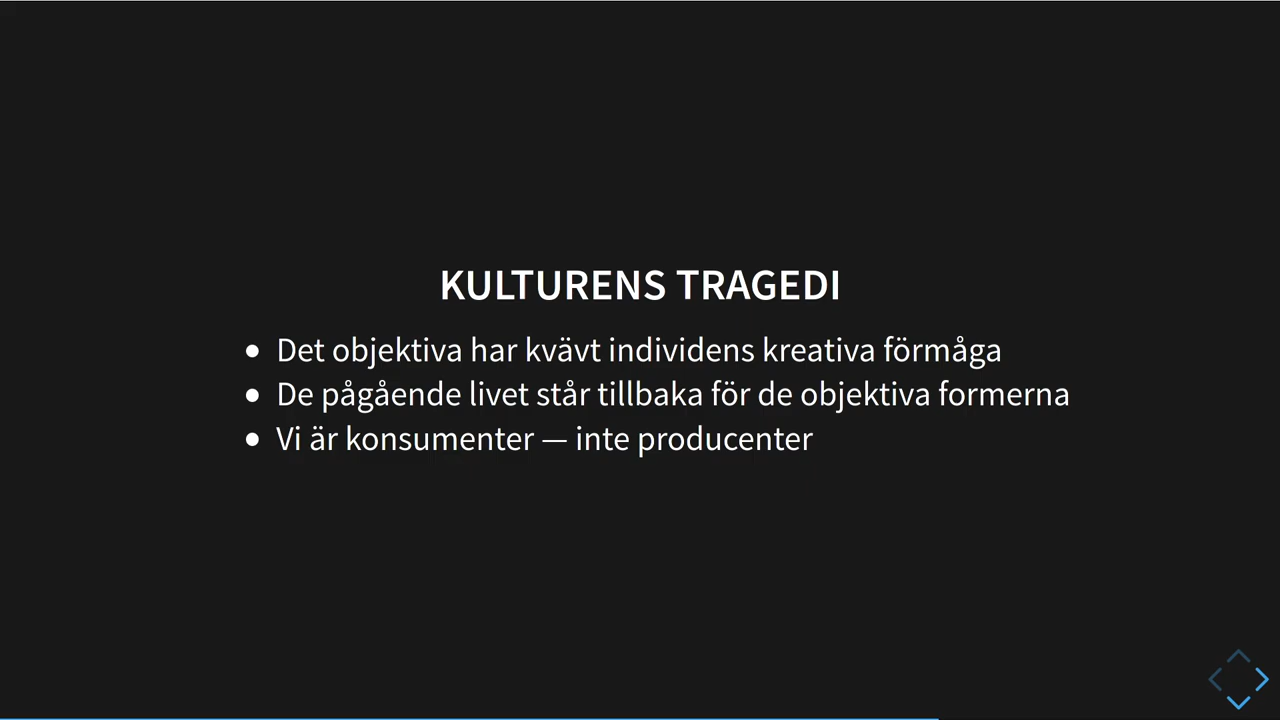 KULTURENS TRAGEDI
• Det objektiva har kvävt individens kreativa förmåga
• De pågående livet står tillbaka för de objektiva formerna
• Vi är konsumenter — inte producenter